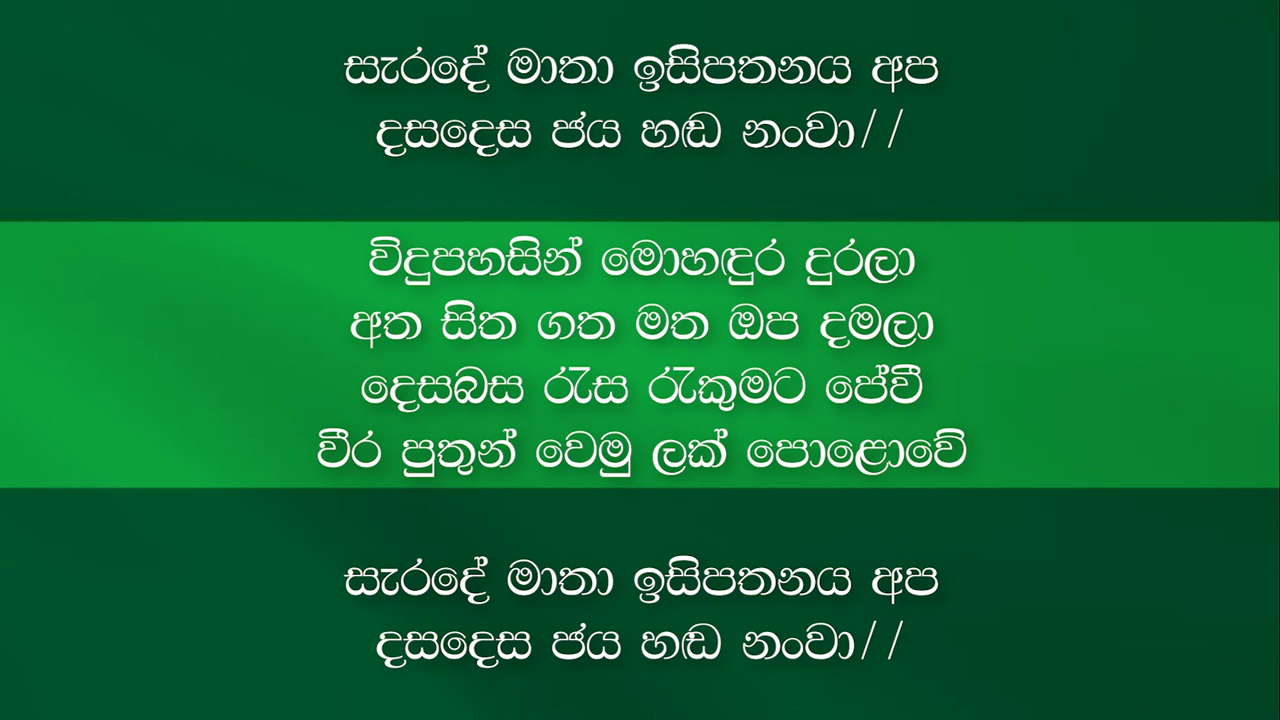 සැරදේ මාතා ඉසිපතනය අප
දසදෙස ජය හඬ නංවා//
විදුපහසින් මොහඳුර දුරලා
අත සිත ගත මත ඔප දමලා
දෙසබස රැස රැකුමට පේවී
වීර පුතුන් වෙමු ලක් පොළොවේ
සැරදේ මාතා ඉසිපතනය අප
දසදෙස ජය හඬ නංවා//